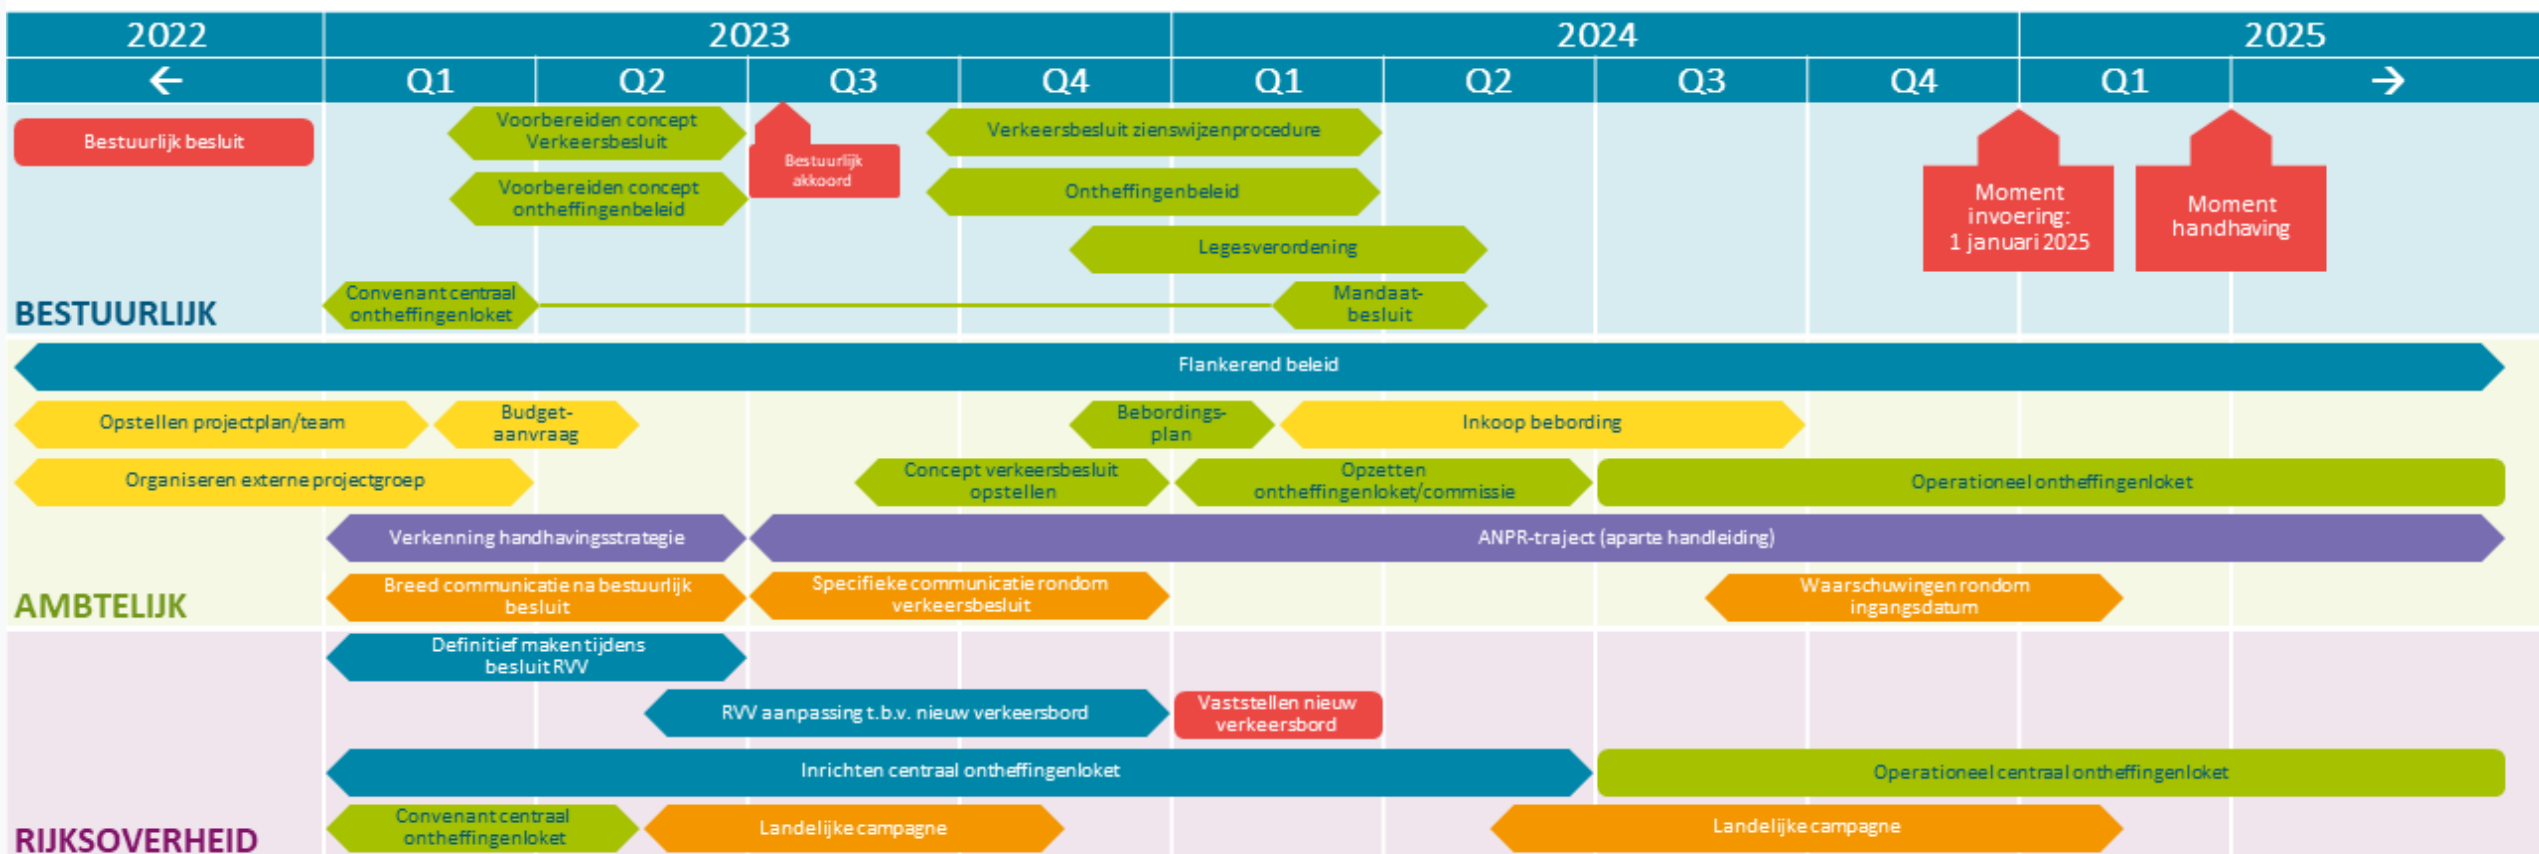 2022 2023 2024 2025
← Q1 Q2 Q3 Q4 Q1 Q2 Q3 Q4 Q1 →
Bestuurlijk besluit
Voorbereiden concept
Verkeersbesluit
Bestuurlijk
akkoord
Verkeersbesluit zienswijzenprocedure
Voorbereiden concept
ontheffingenbeleid
Ontheffingenbeleid
Moment
invoering:
1 januari 2025
Moment
handhaving
Legesverordening
BESTUURLIJK
Convenant centraal
ontheffingenloket
Mandaat-
besluit
Flankerend beleid
Opstellen projectplan/team
Budget-
aanvraag
Bebordings-
plan
Inkoop bebording
Organiseren externe projectgroep
Concept verkeersbesluit
opstellen
Opzetten
ontheffingenloket/commissie
Operationeel ontheffingenloket
Verkenning handhavingsstrategie
ANPR-traject (aparte handleiding)
AMBTELIJK
Breed communicatie na bestuurlijk
besluit
Specifieke communicatie rondom
verkeersbesluit
Waarschuwingen rondom
ingangsdatum
Definitief maken tijdens
besluit RVV
RVV aanpassing t.b.v. nieuw verkeersbord
Vaststellen nieuw
verkeersbord
Inrichten centraal ontheffingenloket
Operationeel centraal ontheffingenloket
RIJKSOVERHEID
Convenant centraal
ontheffingenloket
Landelijke campagne
Landelijke campagne